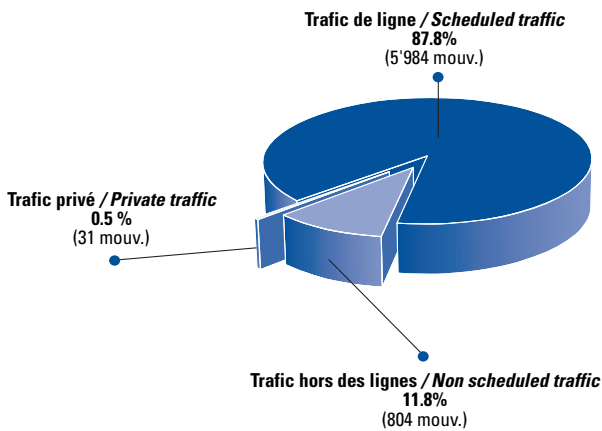 Trafic de ligne / Scheduled traffic
87.8%
(5'984 mouv.)
Trafic privé / Private traffic
0.5 %
(31 mouv.)
Trafic hors des lignes / Non scheduled traffic
11.8%
(804 mouv.)